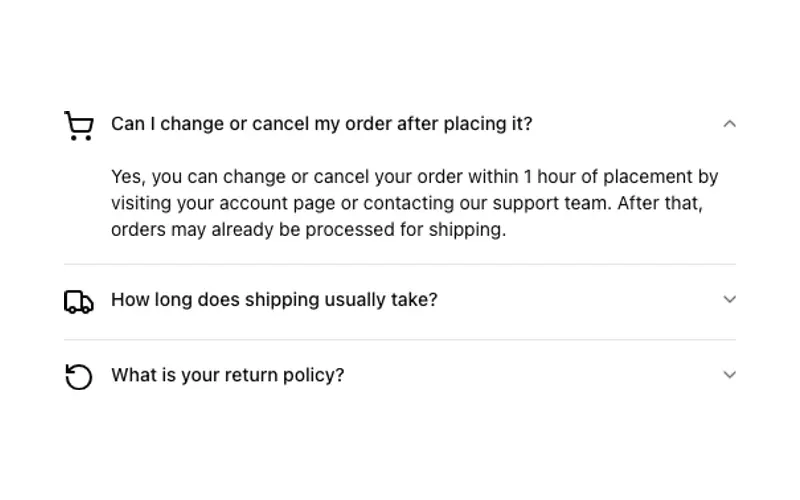 Can I change or cancel my order after placing it?
Yes, you can change or cancel your order within 1 hour of placement by
visiting your account page or contacting our support team. After that,
orders may already be processed for shipping.
How long does shipping usually take?
What is your return policy?